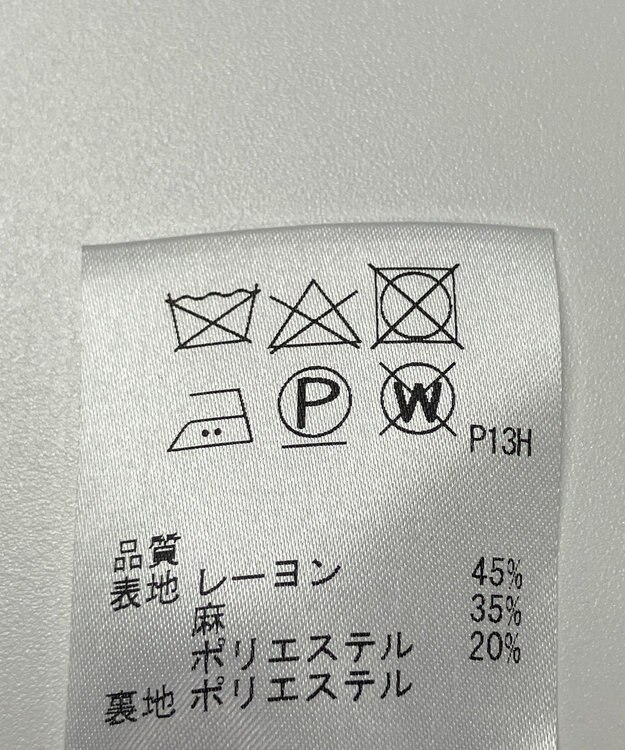 P W P13H
品質
表地 レーヨン 45%
麻 35%
ポリエステル 20%
裏地 ポリエステル